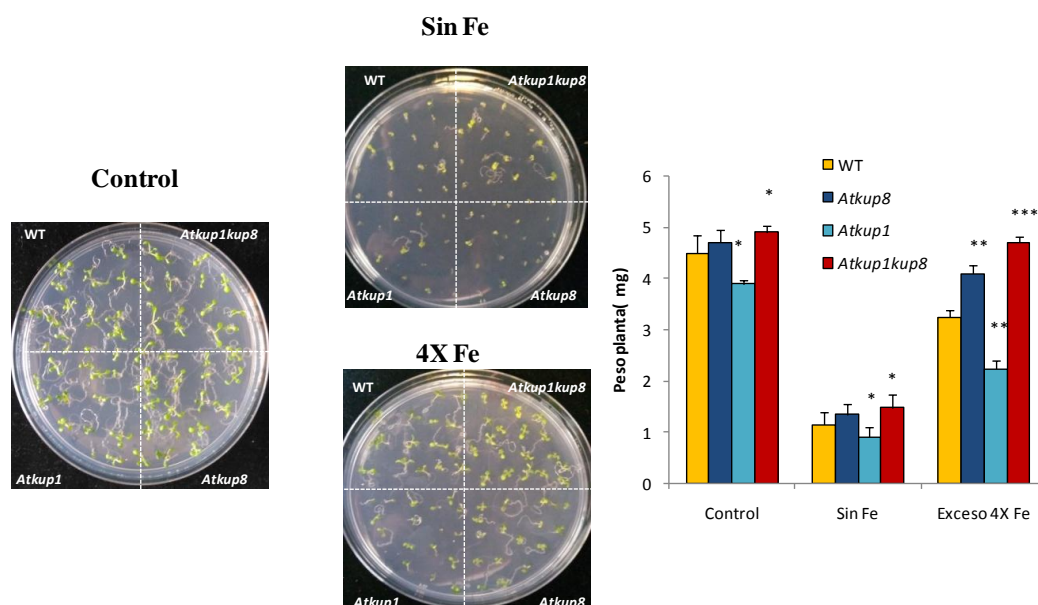 Sin Fe
WT
Atkup1kup8
Atkup1
Atkup8
Control
WT
Atkup1kup8
Atkup1
Atkup8
4X Fe
WT
Atkup1kup8
Atkup1
Atkup8
WT
Atkup8
Atkup1
Atkup1kup8
Peso planta( mg)
6
5
4
3
2
1
0
*
*
*
*
**
**
***
Control
Sin Fe
Exceso 4X Fe